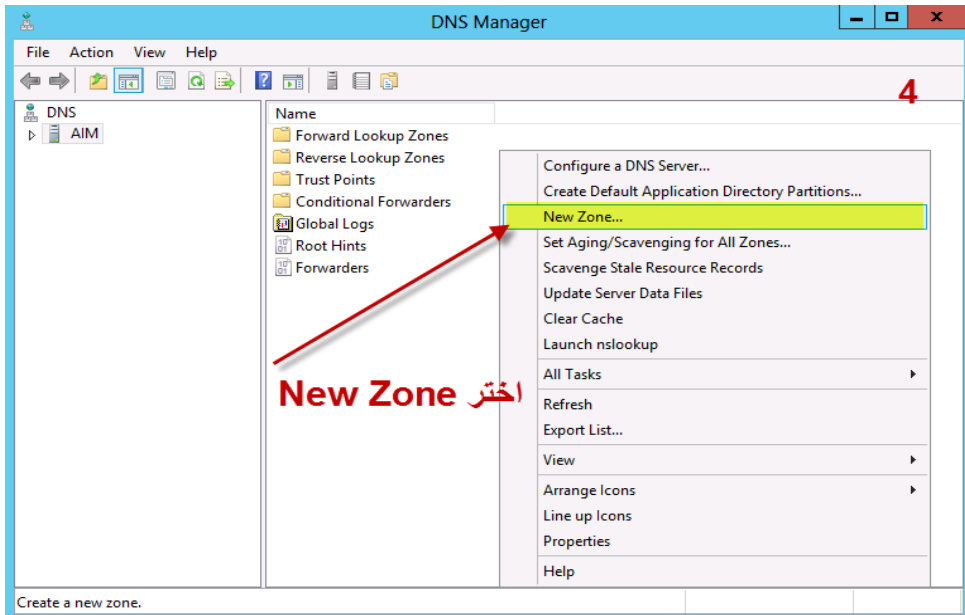 DNS Manager
File Action View Help
4
DNS
AIM
Name
Forward Lookup Zones
Reverse Lookup Zones
Trust Points
Conditional Forwarders
Global Logs
Root Hints
Forwarders
Configure a DNS Server...
Create Default Application Directory Partitions...
New Zone...
Set Aging/Scavenging for All Zones...
Scavenge Stale Resource Records
Update Server Data Files
Clear Cache
Launch nslookup
All Tasks
Refresh
Export List...
View
Arrange Icons
Line up Icons
Properties
Help
اختر New Zone
Create a new zone.